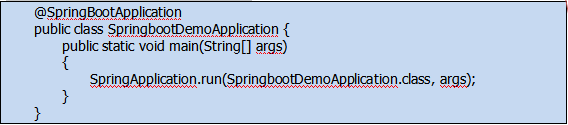 @SpringBootApplication
public class SpringbootDemoApplication {
public static void main(String[] args)
{
SpringApplication.run(SpringbootDemoApplication.class, args);
}
}